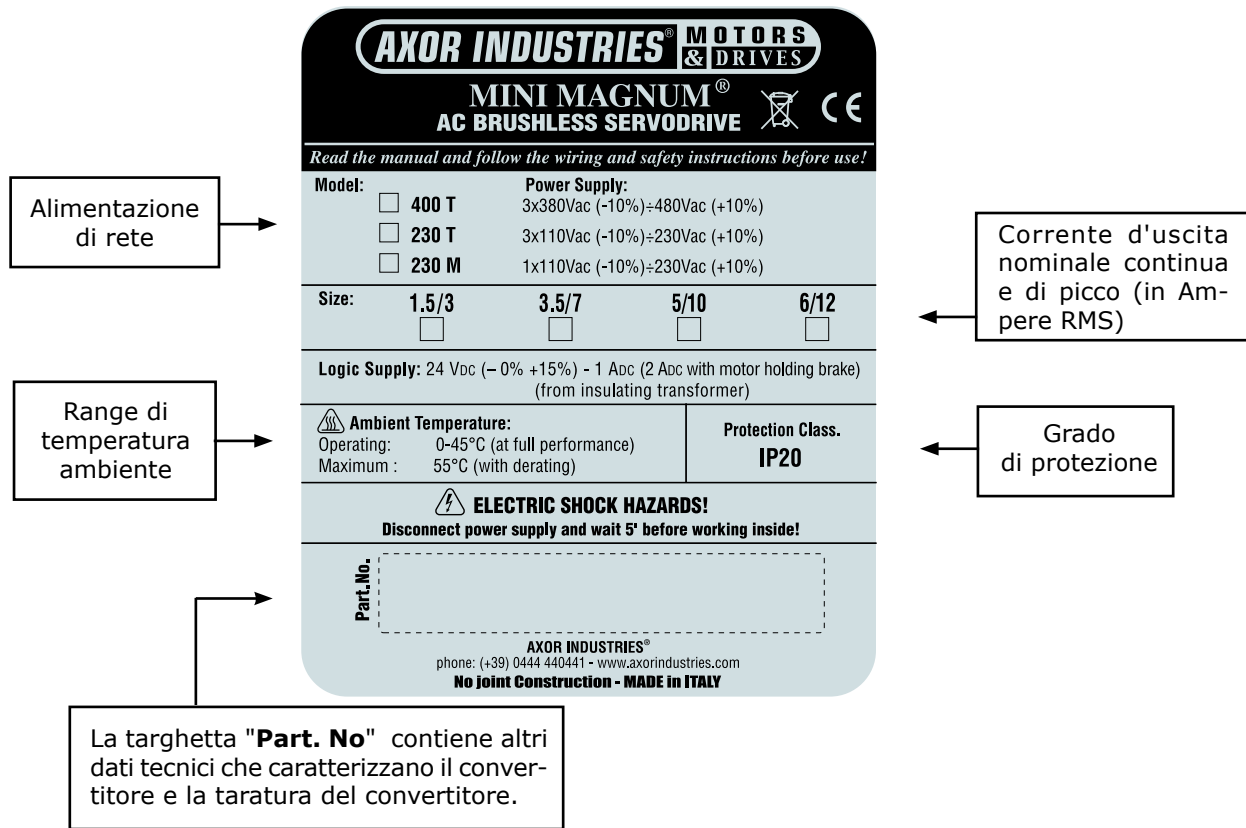 AXOR INDUSTRIES® MOTORS & DRIVES
MINI MAGNUM®
AC BRUSHLESS SERVODRIVE
CE
Read the manual and follow the wiring and safety instructions before use!
Alimentazione
di rete
Model: Power Supply:
400 T 3x380Vac (-10%)÷480Vac (+10%)
230 T 3x110Vac (-10%)÷230Vac (+10%)
230 M 1x110Vac (-10%)÷230Vac (+10%)
Corrente d'uscita
nominale continua
e di picco (in Am-
pere RMS)
Size: 1.5/3 3.5/7 5/10 6/12
Logic Supply: 24 VDC (– 0% +15%) - 1 ADC (2 ADC with motor holding brake)
(from insulating transformer)
Range di
temperatura
ambiente
Ambient Temperature:
Operating: 0-45°C (at full performance)
Maximum : 55°C (with derating)
Protection Class.
IP20
Grado
di protezione
ELECTRIC SHOCK HAZARDS!
Disconnect power supply and wait 5' before working inside!
Part.No.
AXOR INDUSTRIES®
phone: (+39) 0444 440441 - www.axorindustries.com
No joint Construction - MADE in ITALY
La targhetta "Part. No" contiene altri
dati tecnici che caratterizzano il conver-
titore e la taratura del convertitore.